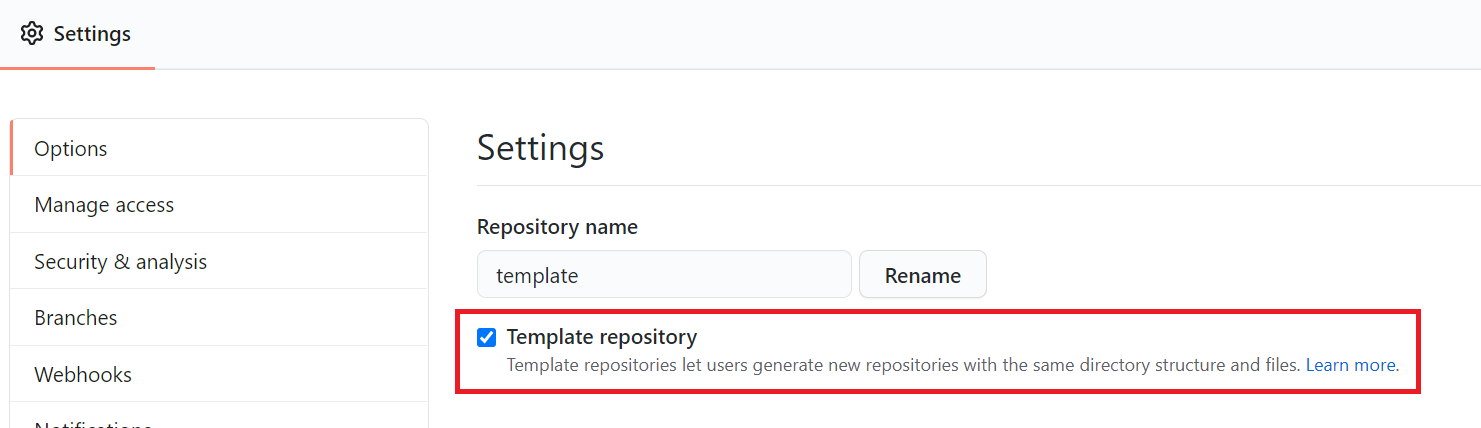 Settings
Options
Manage access
Security & analysis
Branches
Webhooks
Notifications
Settings
Repository name
template
Rename
Template repository
Template repositories let users generate new repositories with the same directory structure and files. Learn more.